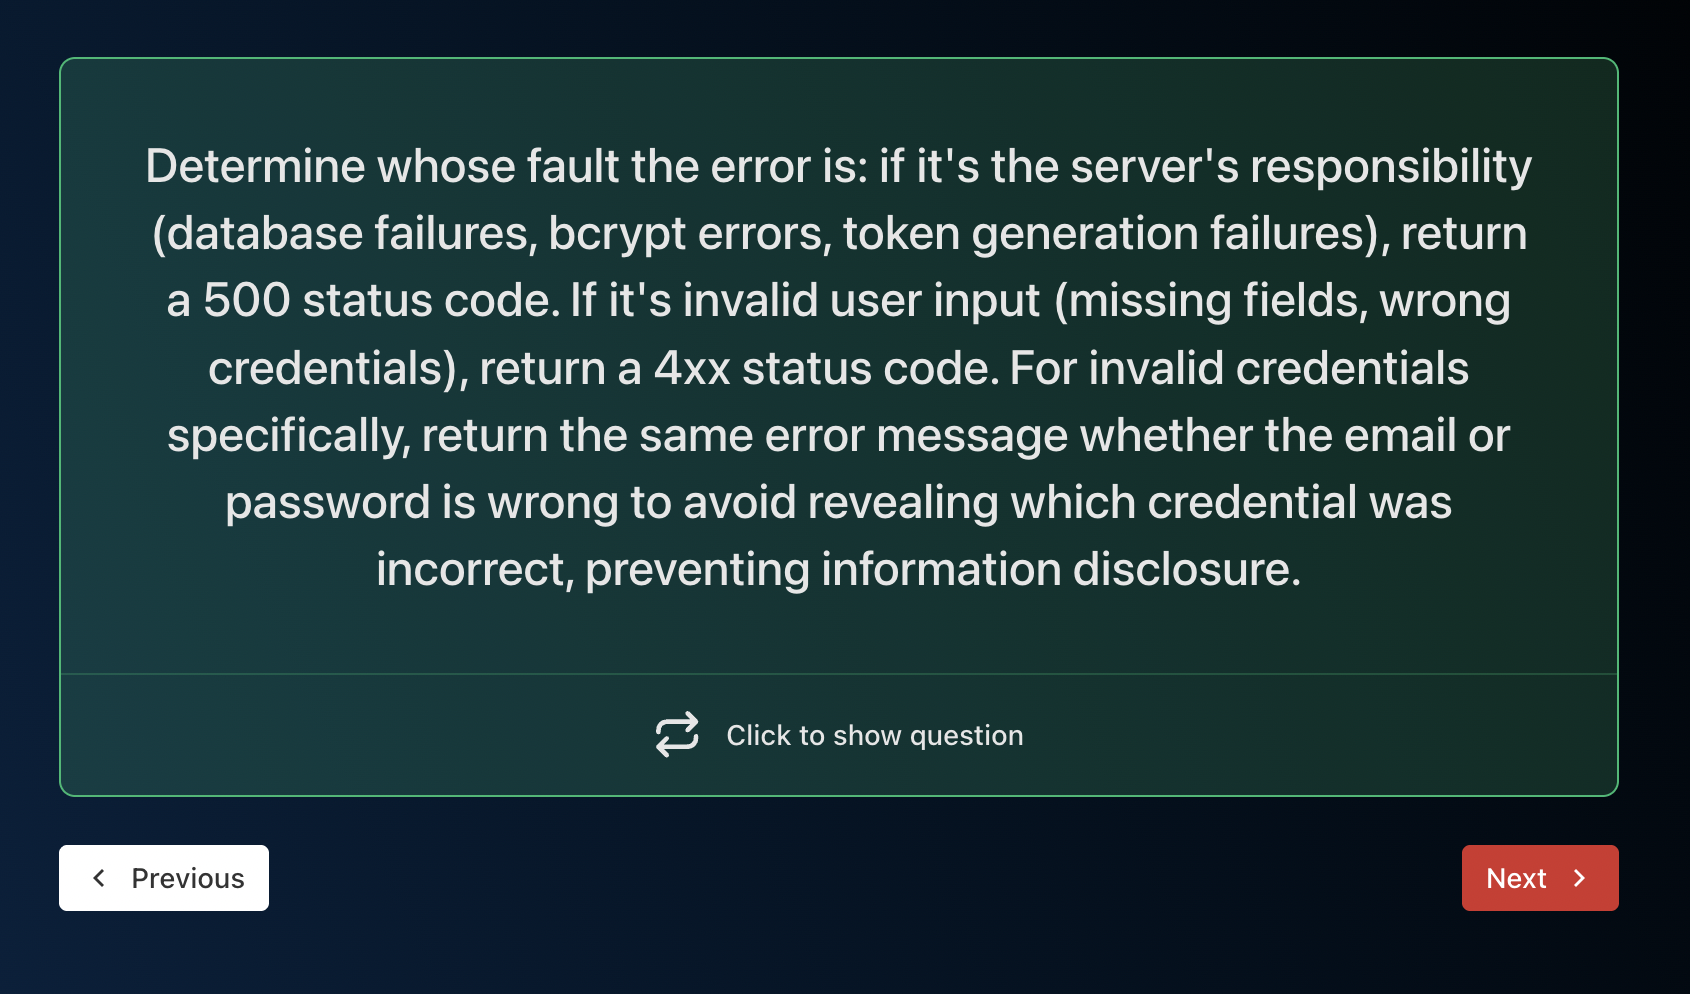 Determine whose fault the error is: if it's the server's responsibility
(database failures, bcrypt errors, token generation failures), return
a 500 status code. If it's invalid user input (missing fields, wrong
credentials), return a 4xx status code. For invalid credentials
specifically, return the same error message whether the email or
password is wrong to avoid revealing which credential was
incorrect, preventing information disclosure.
Click to show question
Previous
Next